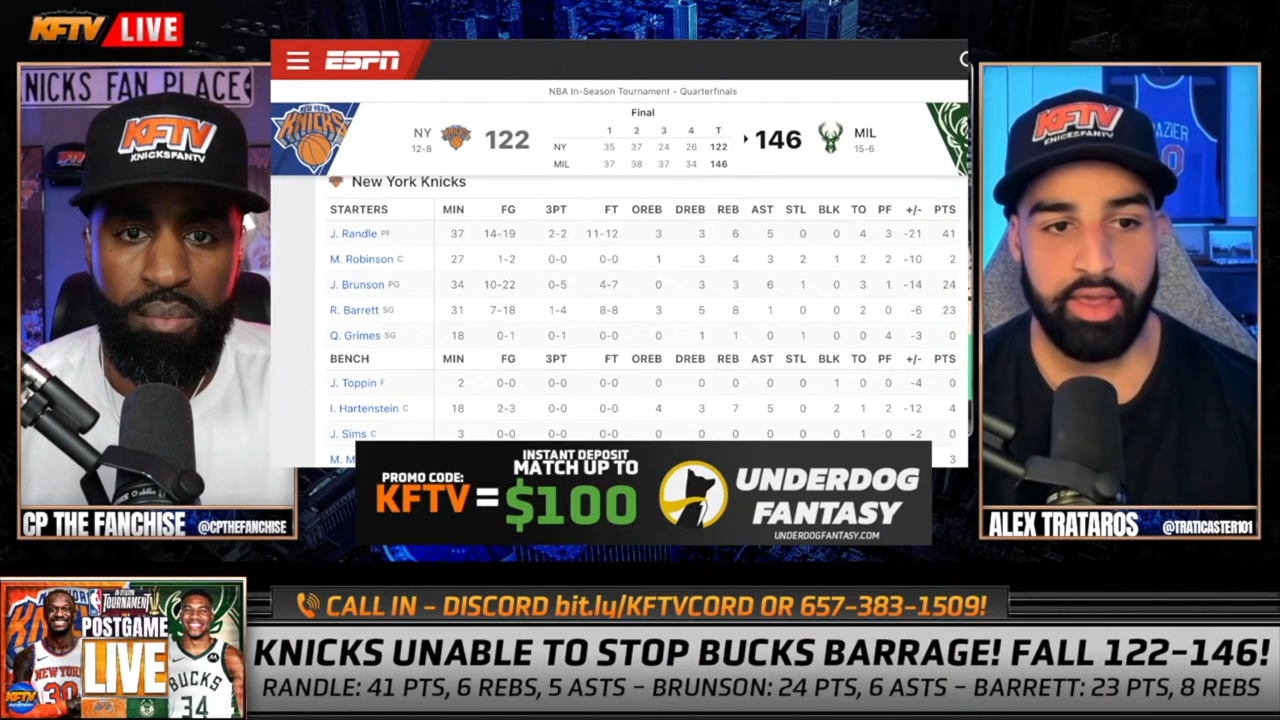 KFTV LIVE
NICKS FAN PLACE
KFTV
KNICKSFANTV
ESPN
NBA In-Season Tournament - Quarterfinals
KNICKS
NY
12-8
122
Final
1 2 3 4 T
NY 35 37 24 26 122
MIL 37 38 37 34 146
146
MIL
15-6
New York Knicks
STARTERS MIN FG 3PT FT OREB DREB REB AST STL BLK TO PF +/- PTS
J. Randle PF 37 14-19 2-2 11-12 3 3 6 5 0 0 4 3 -21 41
M. Robinson C 27 1-2 0-0 0-0 1 3 4 3 2 1 2 2 -10 2
J. Brunson PG 34 10-22 0-5 4-7 0 3 3 6 1 0 3 1 -14 24
R. Barrett SG 31 7-18 1-4 8-8 3 5 8 1 0 0 2 0 -6 23
Q. Grimes SG 18 0-1 0-1 0-0 0 1 1 0 1 0 0 4 -3 0
BENCH MIN FG 3PT FT OREB DREB REB AST STL BLK TO PF +/- PTS
J. Toppin F 2 0-0 0-0 0-0 0 0 0 0 0 1 0 0 -4 0
I. Hartenstein C 18 2-3 0-0 0-0 4 3 7 5 0 2 1 2 -12 4
J. Sims C 3 0-0 0-0 0-0 0 0 0 0 0 0 1 0 -2 0
M. M 3
KFTV
KNICKSFANTV
PROMO CODE:
KFTV
=
INSTANT DEPOSIT
MATCH UP TO
$100
UNDERDOG
FANTASY
UNDERDOGFANTASY.COM
CP THE FANCHISE @CPTHEFANCHISE
ALEX TRATAROS @TRATICASTER101
CALL IN - DISCORD bit.ly/KFTVCORD OR 657-383-1509!
TOURNAMENT
POSTGAME
LIVE
NEW YORK
30
BUCKS
34
KFTV
KNICKS UNABLE TO STOP BUCKS BARRAGE! FALL 122-146!
RANDLE: 41 PTS, 6 REBS, 5 ASTS - BRUNSON: 24 PTS, 6 ASTS - BARRETT: 23 PTS, 8 REBS